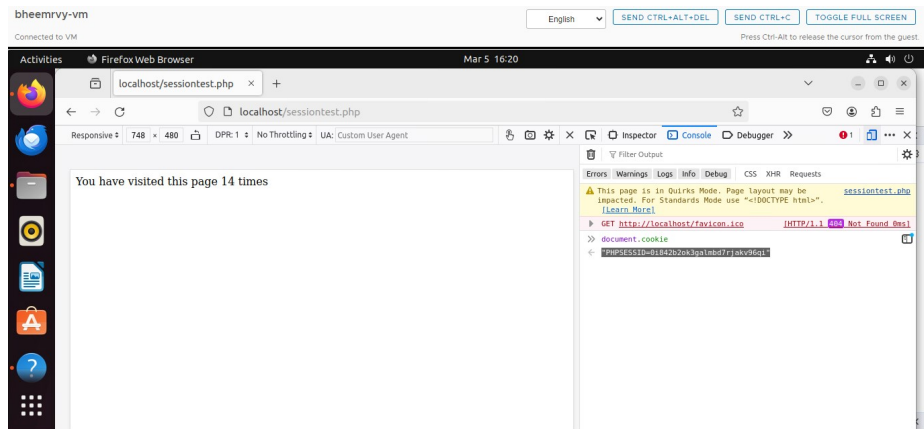 bheemrvy-vm
English
SEND CTRL+ALT+DEL
SEND CTRL+C
TOGGLE FULL SCREEN
Connected to VM
Press Ctrl-Alt to release the cursor from the guest.
Activities
Firefox Web Browser
Mar 5 16:20
localhost/sessiontest.php
localhost/sessiontest.php
Responsive
748 × 480
DPR: 1
No Throttling
UA: Custom User Agent
Inspector
Console
Debugger
1
Filter Output
Errors Warnings Logs Info Debug CSS XHR Requests
This page is in Quirks Mode. Page layout may be sessiontest.php
impacted. For Standards Mode use “<!DOCTYPE html>”.
[Learn More]
GET http://localhost/favicon.ico [HTTP/1.1 404 Not Found 0ms]
document.cookie
"PHPSESSID=0i842b2ok3galmbd7rjakv96qi"
You have visited this page 14 times